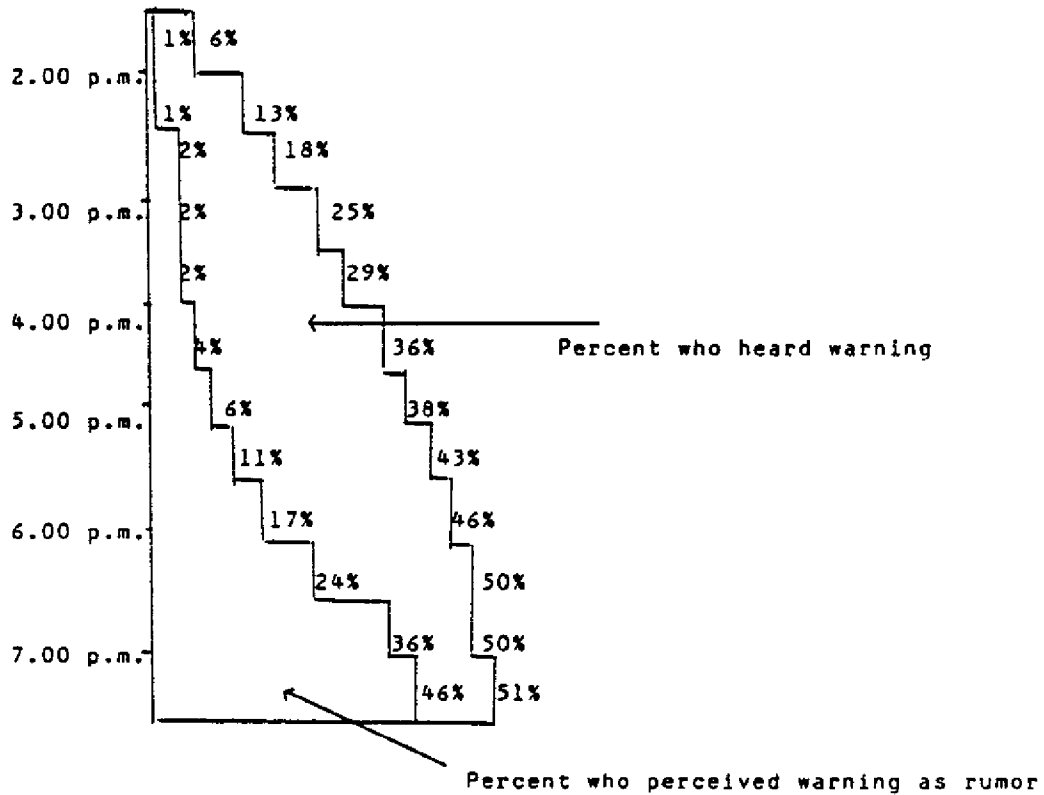 1% 6%
2.00 p.m.
1% 13%
2% 18%
3.00 p.m. 2% 25%
2% 29%
4.00 p.m.
4% 36% Percent who heard warning
6% 38%
5.00 p.m.
11% 43%
17% 46%
6.00 p.m.
24% 50%
36% 50%
7.00 p.m.
46% 51%
Percent who perceived warning as rumor